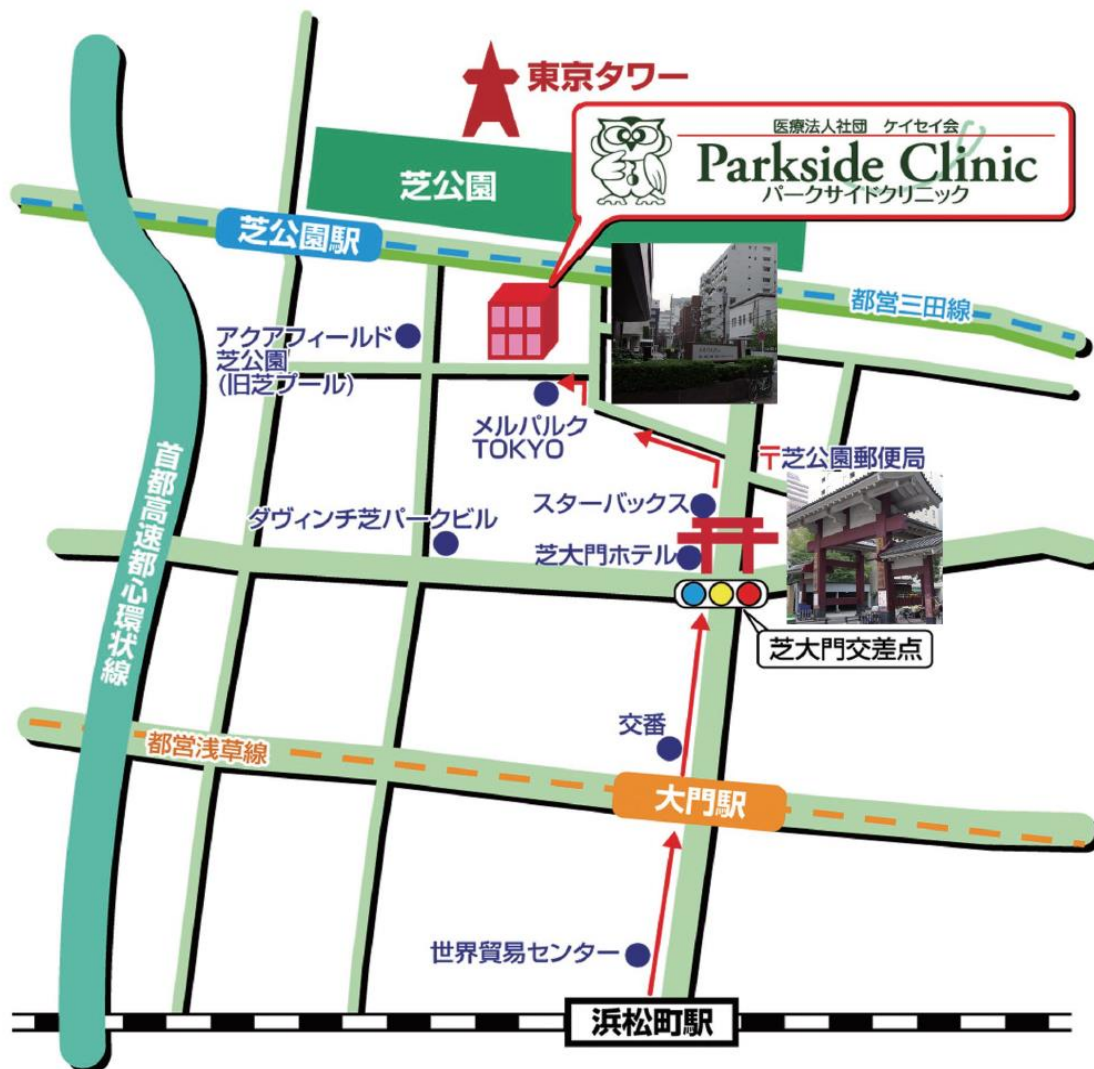 東京タワー
医療法人社団 ケイセイ会
Parkside Clinic
パークサイドクリニック
芝公園
芝公園駅
都営三田線
アクアフィールド
芝公園
(旧芝プール)
メルパルク
TOKYO
〒芝公園郵便局
スターバックス
ダヴィンチ芝パークビル
芝大門ホテル
首都高速都心環状線
芝大門交差点
交番
都営浅草線
大門駅
世界貿易センター
浜松町駅